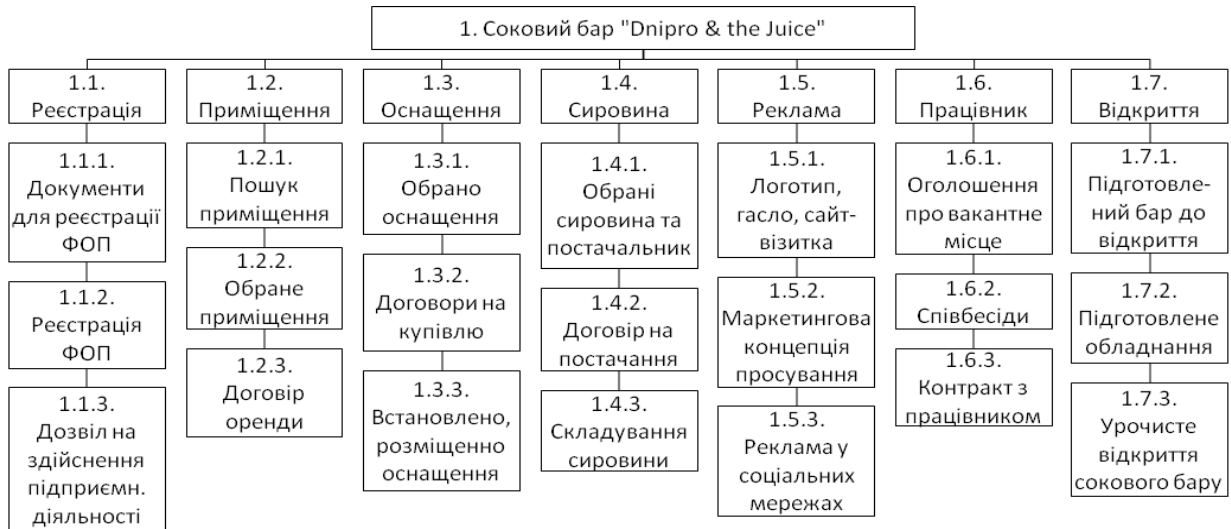 1. Соковий бар "Dnipro & the Juice"
1.1.
Реєстрація
1.1.1.
Документи
для реєстрації
ФОП
1.1.2.
Реєстрація
ФОП
1.1.3.
Дозвіл на
здійснення
підприємн.
діяльності
1.2.
Приміщення
1.2.1.
Пошук
приміщення
1.2.2.
Обране
приміщення
1.2.3.
Договір
оренди
1.3.
Оснащення
1.3.1.
Обрано
оснащення
1.3.2.
Договори на
купівлю
1.3.3.
Встановлено,
розміщенно
оснащення
1.4.
Сировина
1.4.1.
Обрані
сировина та
постачальник
1.4.2.
Договір на
постачання
1.4.3.
Складування
сировини
1.5.
Реклама
1.5.1.
Логотип,
гасло, сайт-
візитка
1.5.2.
Маркетингова
концепція
просування
1.5.3.
Реклама у
соціальних
мережах
1.6.
Працівник
1.6.1.
Оголошення
про вакантне
місце
1.6.2.
Співбесіди
1.6.3.
Контракт з
працівником
1.7.
Відкриття
1.7.1.
Підготовле-
ний бар до
відкриття
1.7.2.
Підготовлене
обладнання
1.7.3.
Урочисте
відкриття
сокового бару